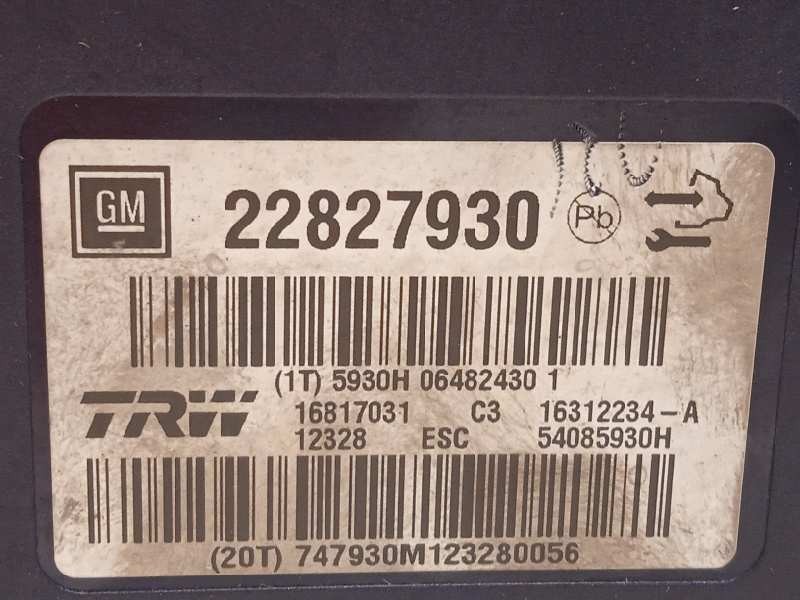 GM 22827930 Pb
(1T) 5930H 06482430 1
TRW 16817031 C3 16312234-A
12328 ESC 54085930H
(20T) 747930M123280056